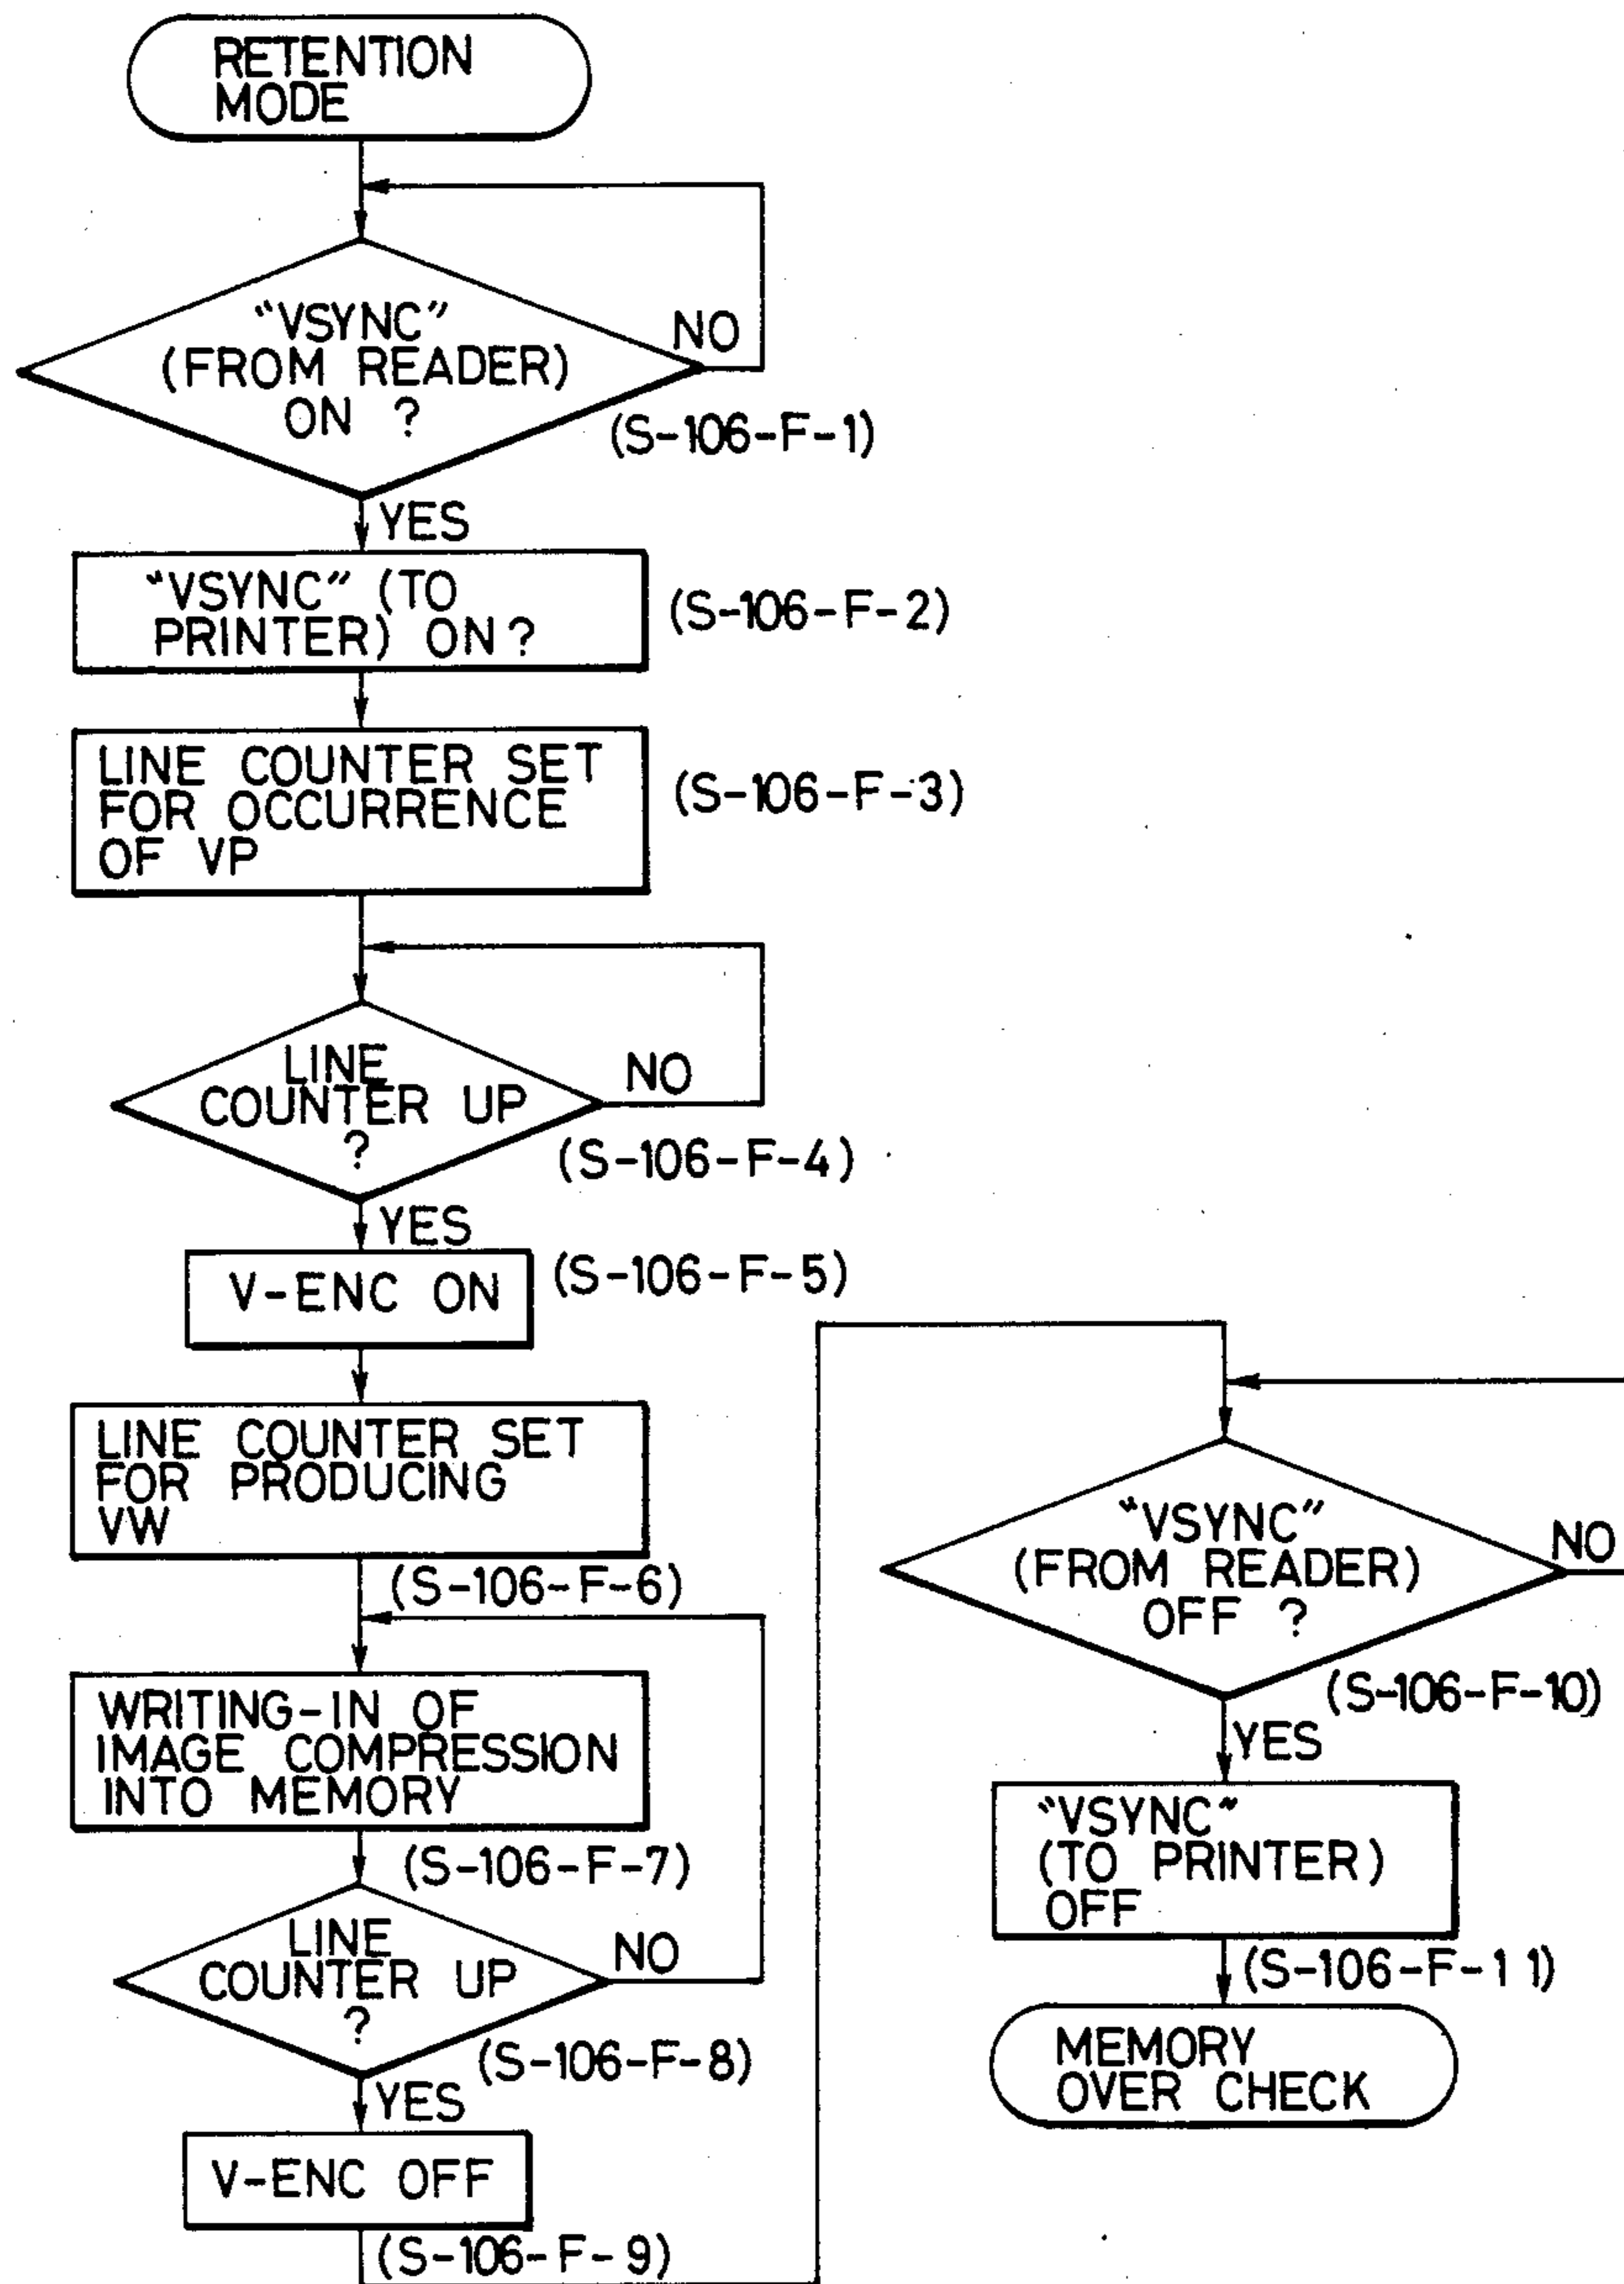 RETENTION
MODE
“VSYNC”
(FROM READER)
ON ?
NO
(S-106-F-1)
YES
“VSYNC” (TO
PRINTER) ON?
(S-106-F-2)
LINE COUNTER SET
FOR OCCURRENCE
OF VP
(S-106-F-3)
LINE
COUNTER UP
?
NO
(S-106-F-4)
YES
V-ENC ON
(S-106-F-5)
LINE COUNTER SET
FOR PRODUCING
VW
(S-106-F-6)
WRITING-IN OF
IMAGE COMPRESSION
INTO MEMORY
(S-106-F-7)
LINE
COUNTER UP
?
NO
(S-106-F-8)
YES
V-ENC OFF
(S-106-F-9)
“VSYNC”
(FROM READER)
OFF ?
NO
(S-106-F-10)
YES
“VSYNC”
(TO PRINTER)
OFF
(S-106-F-11)
MEMORY
OVER CHECK